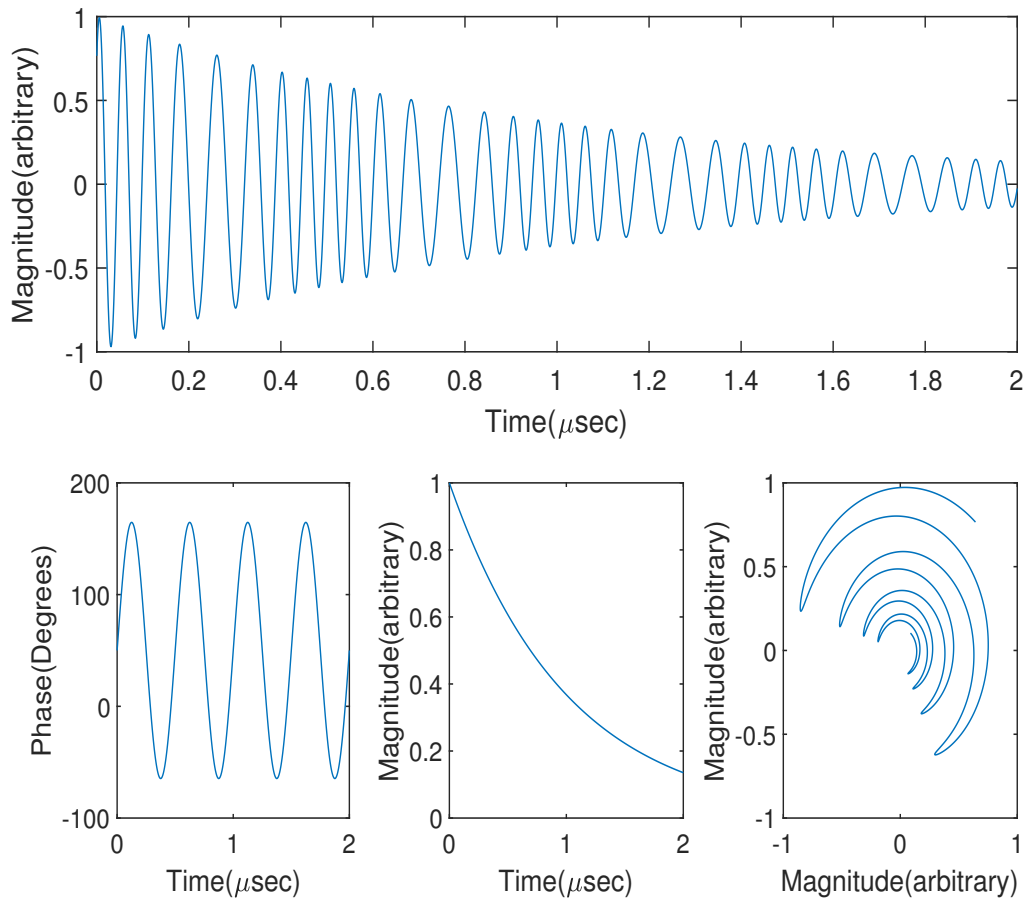 Magnitude(arbitrary)
1
0.5
0
-0.5
-1
0 0.2 0.4 0.6 0.8 1 1.2 1.4 1.6 1.8 2
Time(μsec)
Phase(Degrees)
200
100
0
-100
0 1 2
Time(μsec)
Magnitude(arbitrary)
1
0.8
0.6
0.4
0.2
0
0 1 2
Time(μsec)
Magnitude(arbitrary)
1
0.5
0
-0.5
-1
-1 0 1
Magnitude(arbitrary)